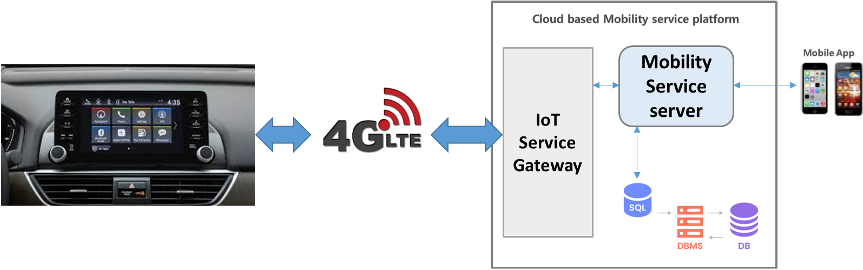 Cloud based Mobility service platform
4G LTE
IoT
Service
Gateway
Mobility
Service
server
Mobile App
SQL
DBMS
DB
4:35